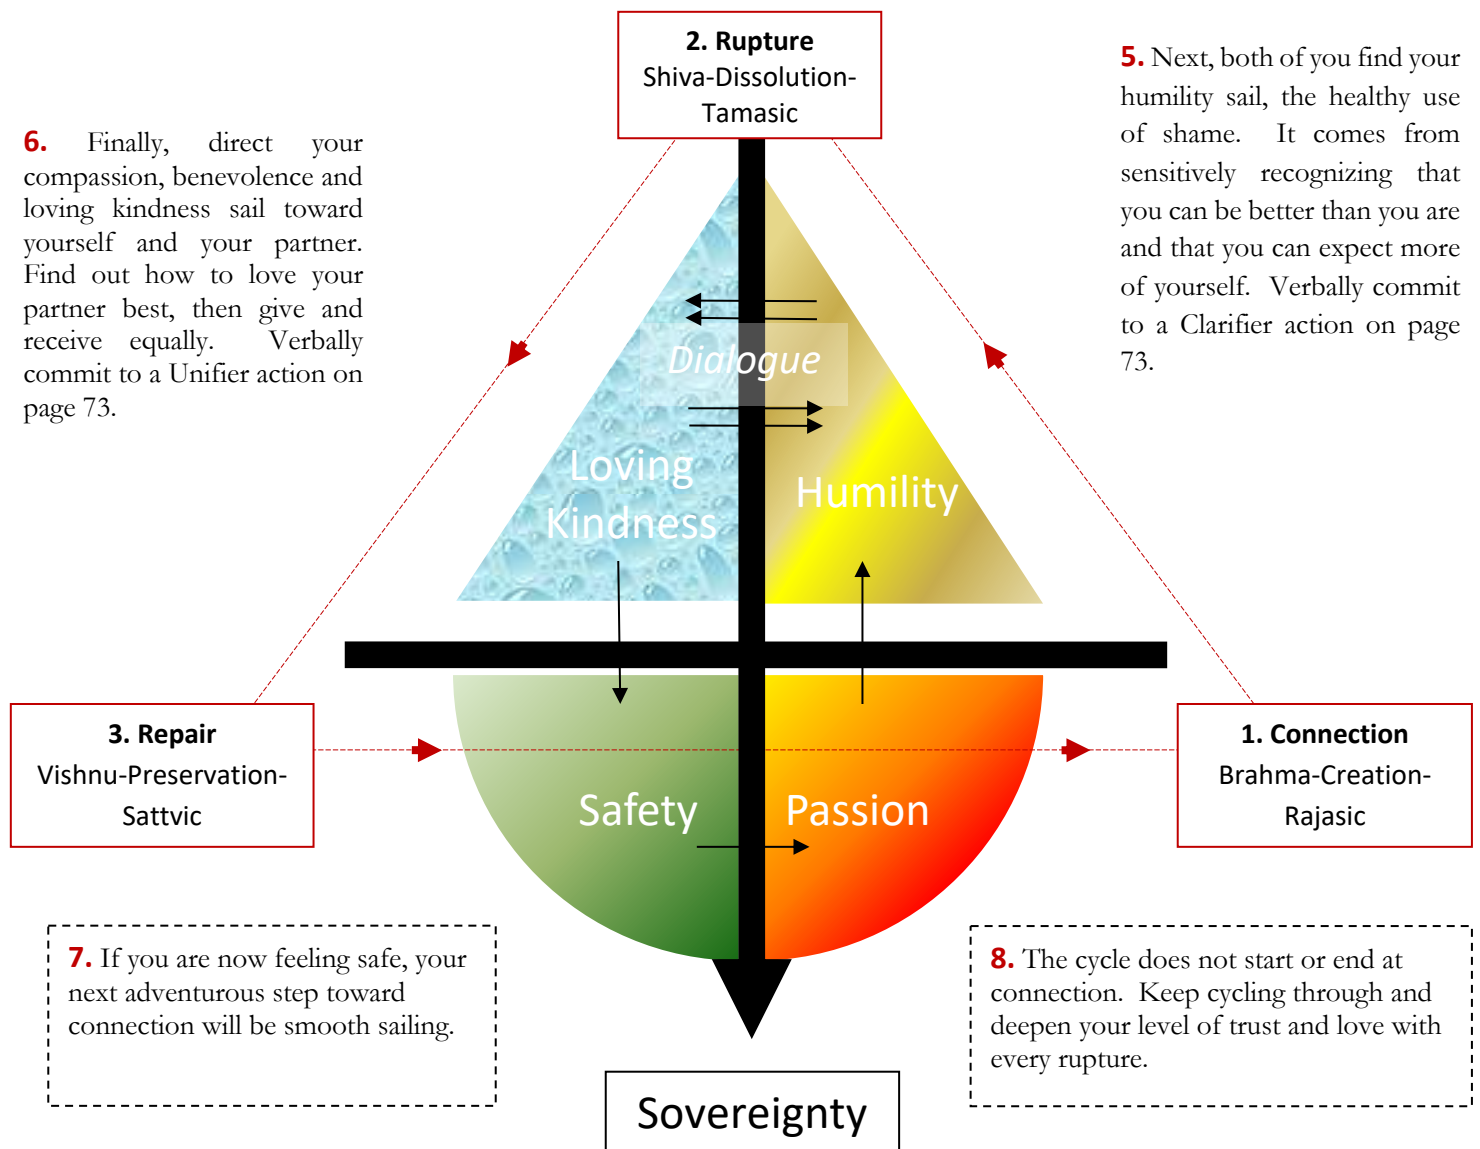 2. Rupture
Shiva-Dissolution-
Tamasic
5. Next, both of you find your
humility sail, the healthy use
of shame. It comes from
sensitively recognizing that
you can be better than you are
and that you can expect more
of yourself. Verbally commit
to a Clarifier action on page
73.
6. Finally, direct your
compassion, benevolence and
loving kindness sail toward
yourself and your partner.
Find out how to love your
partner best, then give and
receive equally. Verbally
commit to a Unifier action on
page 73.
Dialogue
Loving
Kindness
Humility
3. Repair
Vishnu-Preservation-
Sattvic
1. Connection
Brahma-Creation-
Rajasic
Safety
Passion
7. If you are now feeling safe, your
next adventurous step toward
connection will be smooth sailing.
8. The cycle does not start or end at
connection. Keep cycling through and
deepen your level of trust and love with
every rupture.
Sovereignty